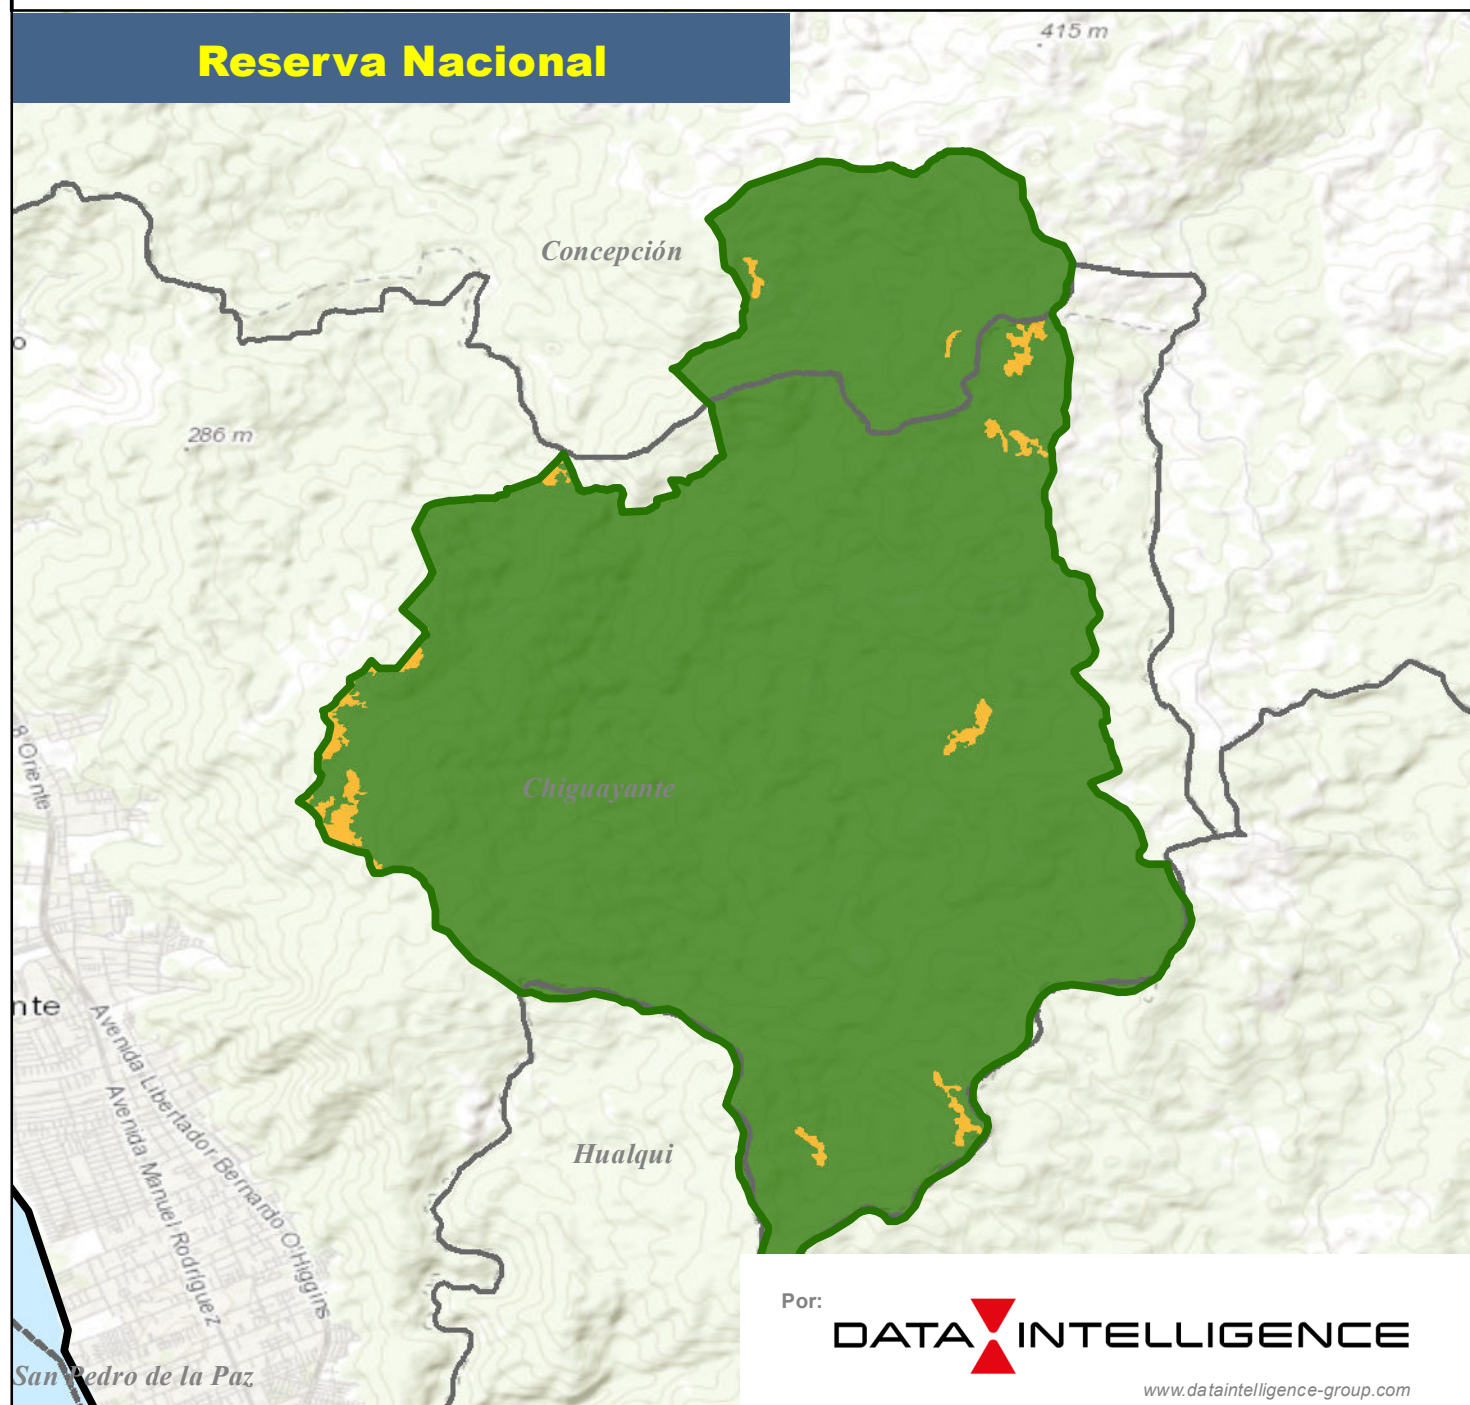 415 m
Reserva Nacional
Concepción
o
286 m
8 Oriente
Chiguayante
nte
Avenida Libertador Bernardo O'Higgins
Avenida Manuel Rodríguez
Hualqui
Por:
DATA INTELLIGENCE
San Pedro de la Paz
www.dataintelligence-group.com